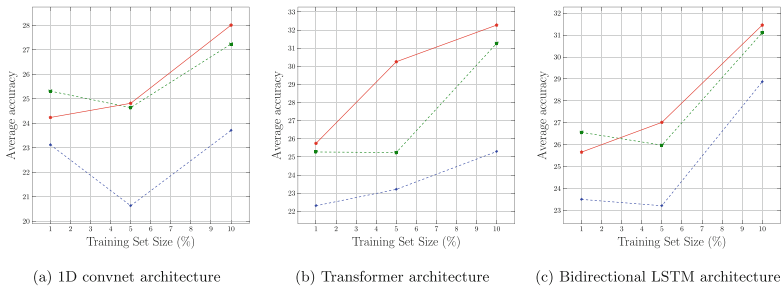 28
27
26
25
24
23
22
21
20
1 2 3 4 5 6 7 8 9 10
Average accuracy
Training Set Size (%)
(a) 1D convnet architecture
33
32
31
30
29
28
27
26
25
24
23
22
1 2 3 4 5 6 7 8 9 10
Average accuracy
Training Set Size (%)
(b) Transformer architecture
32
31
30
29
28
27
26
25
24
23
1 2 3 4 5 6 7 8 9 10
Average accuracy
Training Set Size (%)
(c) Bidirectional LSTM architecture